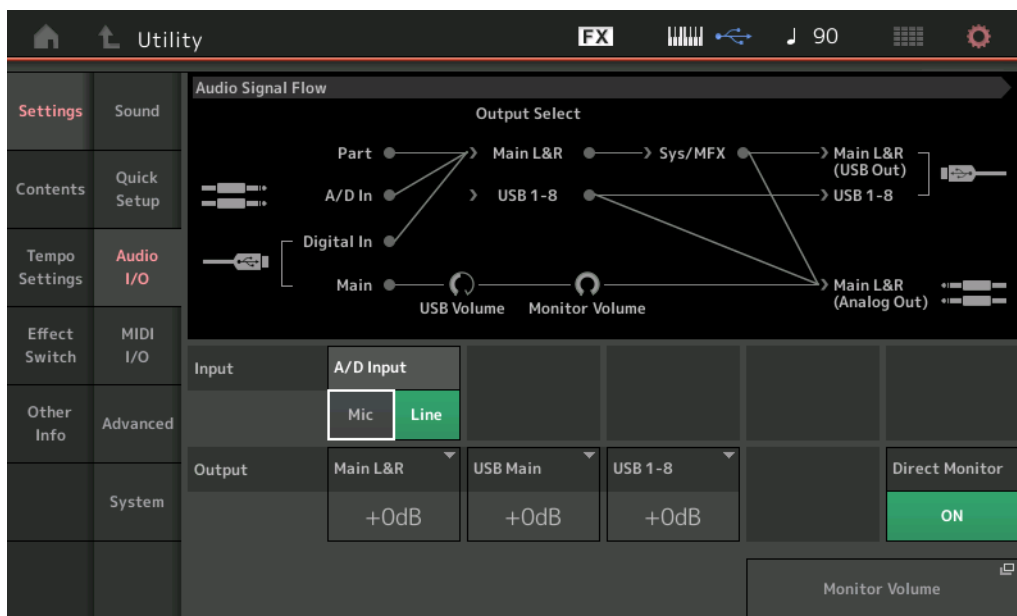 Utility
FX
90
Settings
Sound
Contents
Quick
Setup
Tempo
Settings
Audio
I/O
Effect
Switch
MIDI
I/O
Other
Info
Advanced
System
Audio Signal Flow
Output Select
Part
Main L&R
Sys/MFX
Main L&R
(USB Out)
A/D In
USB 1-8
USB 1-8
Digital In
Main
USB Volume
Monitor Volume
Main L&R
(Analog Out)
Input
A/D Input
Mic
Line
Output
Main L&R
USB Main
USB 1-8
Direct Monitor
+0dB
+0dB
+0dB
ON
Monitor Volume